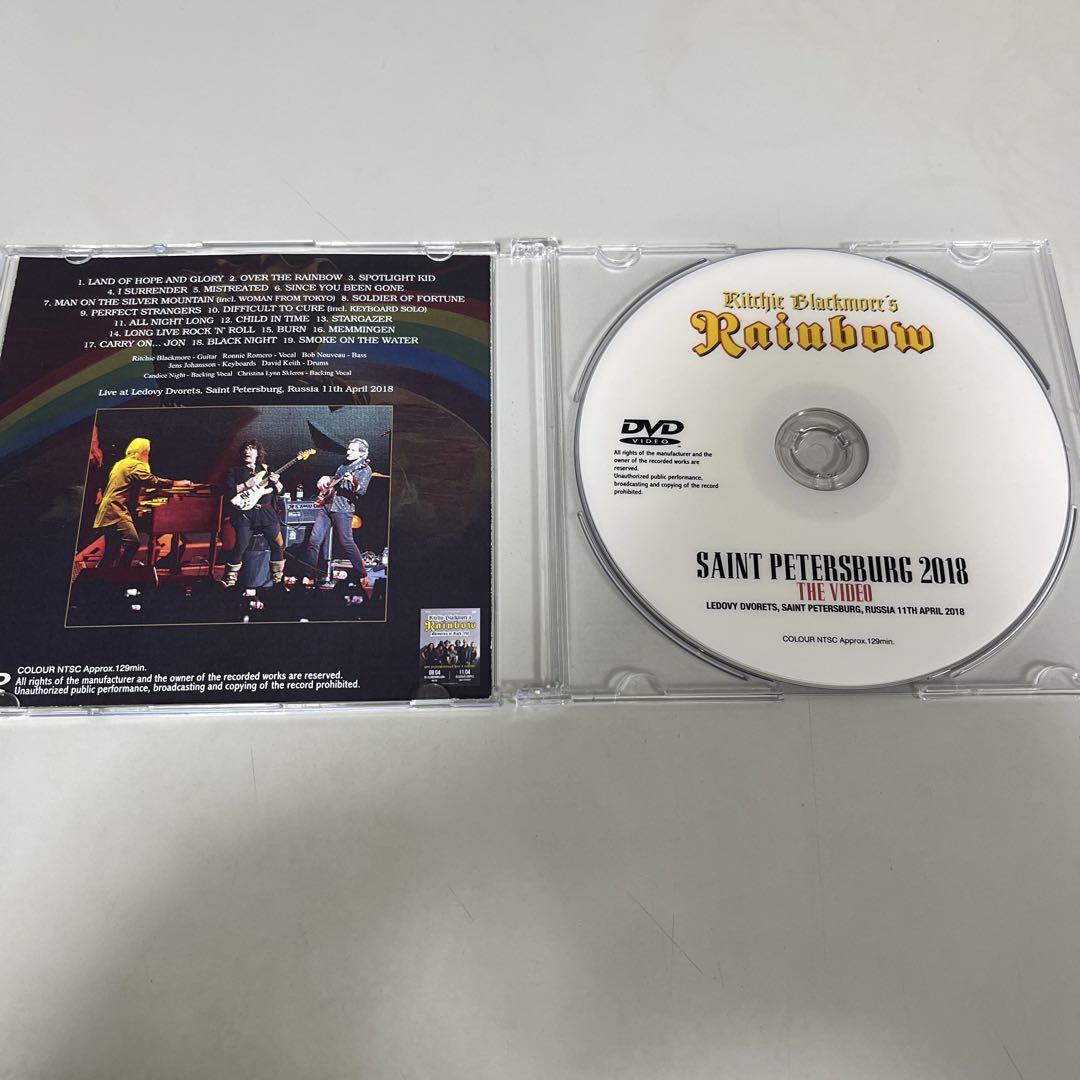 1. LAND OF HOPE AND GLORY 2. OVER THE RAINBOW 3. SPOTLIGHT KID
4. I SURRENDER 5. MISTREATED 6. SINCE YOU BEEN GONE
7. MAN ON THE SILVER MOUNTAIN (incl. WOMAN FROM TOKYO) 8. SOLDIER OF FORTUNE
9. PERFECT STRANGERS 10. DIFFICULT TO CURE (incl. KEYBOARD SOLO)
11. ALL NIGHT LONG 12. CHILD IN TIME 13. STARGAZER
14. LONG LIVE ROCK 'N' ROLL 15. BURN 16. MEMMINGEN
17. CARRY ON... JON 18. BLACK NIGHT 19. SMOKE ON THE WATER
Ritchie Blackmore - Guitar Ronnie Romero - Vocal Bob Nouveau - Bass
Jens Johansson - Keyboards David Keith - Drums
Candice Night - Backing Vocal Christina Lynn Skleros - Backing Vocal
Live at Ledovy Dvorets, Saint Petersburg, Russia 11th April 2018
Ritchie Blackmore's
Rainbow
08.04
11.04
COLOUR NTSC Approx.129min.
All rights of the manufacturer and the owner of the recorded works are reserved.
Unauthorized public performance, broadcasting and copying of the record prohibited.
Ritchie Blackmore's
Rainbow
DVD
VIDEO
All rights of the manufacturer and the
owner of the recorded works are
reserved.
Unauthorized public performance,
broadcasting and copying of the record
prohibited.
SAINT PETERSBURG 2018
THE VIDEO
LEDOVY DVORETS, SAINT PETERSBURG, RUSSIA 11TH APRIL 2018
COLOUR NTSC Approx.129min.